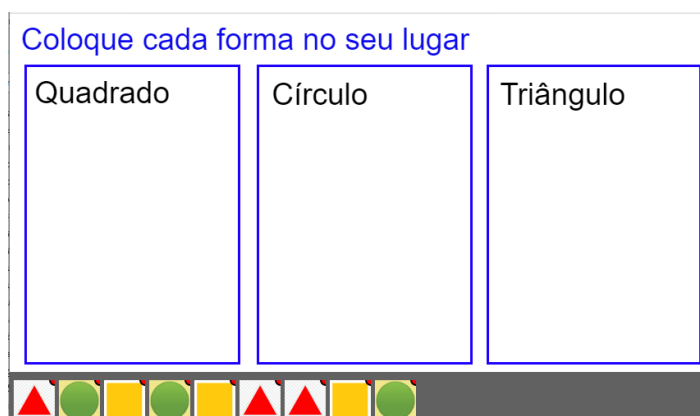 Coloque cada forma no seu lugar
Quadrado
Círculo
Triângulo